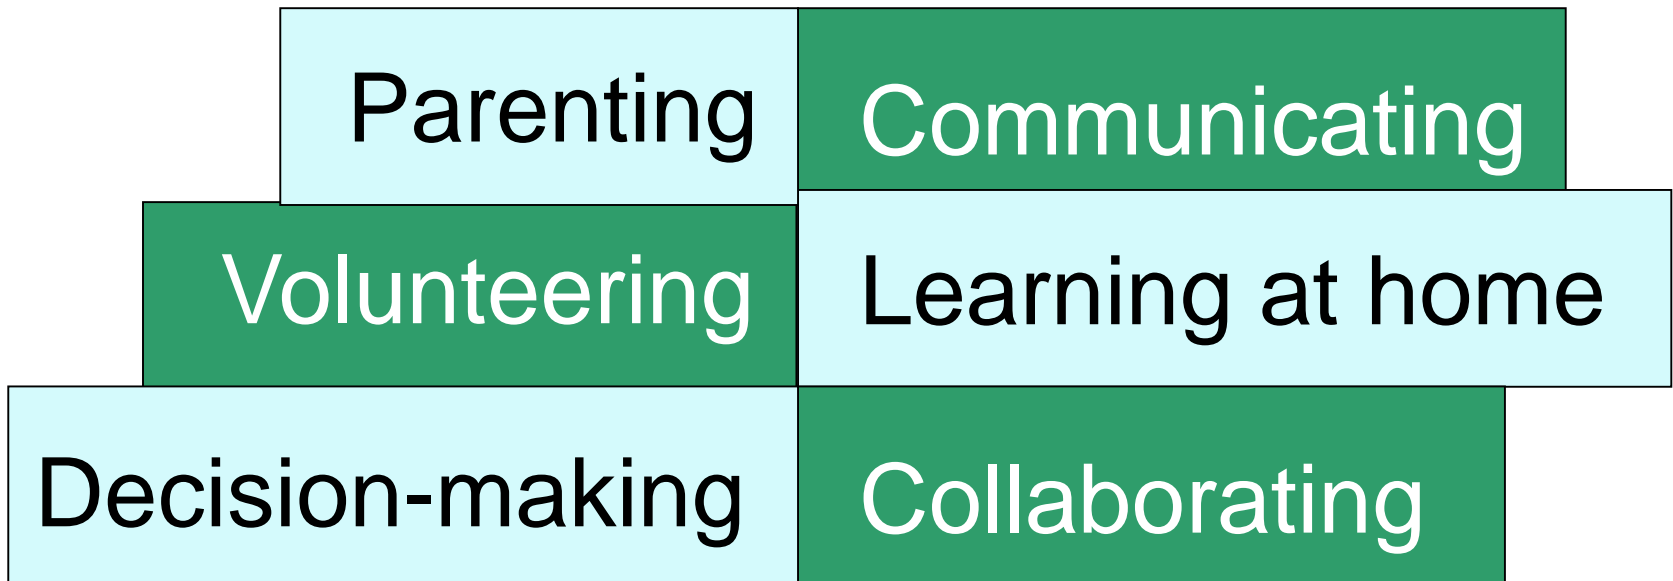 Parenting
Communicating
Volunteering
Learning at home
Decision-making
Collaborating